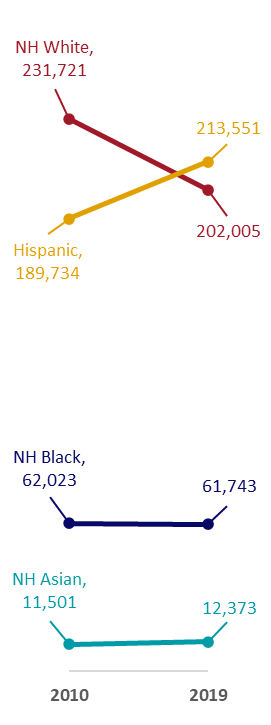 NH White,
231,721
213,551
202,005
Hispanic,
189,734
NH Black,
62,023
61,743
NH Asian,
11,501
12,373
2010
2019